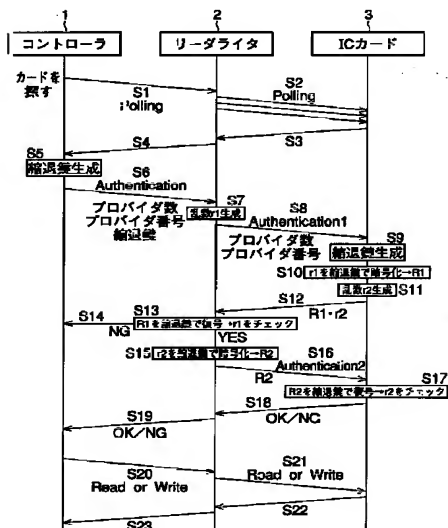 1
2
3
コントローラ
リーダライタ
ICカード
カードを
探す
S1
Polling
S2
Polling
S3
S4
S5
縮退鍵生成
S6
Authentication
プロバイダ数
プロバイダ番号
縮退鍵
S7
乱数r1生成
S8
Authentication1
プロバイダ数
プロバイダ番号
S9
縮退鍵生成
S10
r1を縮退鍵で暗号化→R1
乱数r2生成
S11
S12
R1・r2
S13
R1を縮退鍵で復号→r1をチェック
S14
NG
YES
S15
r2を縮退鍵で暗号化→R2
S16
Authentication2
R2
S17
R2を縮退鍵で復号→r2をチェック
S18
OK/NG
S19
OK/NG
S20
Read or Write
S21
Read or Write
S22
S23